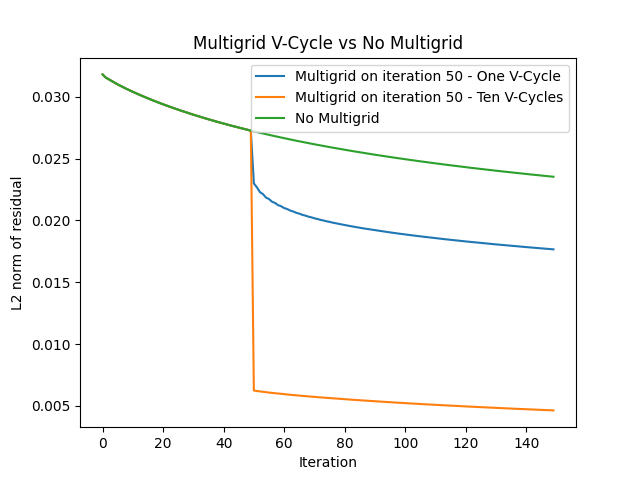 Multigrid V-Cycle vs No Multigrid
Multigrid on iteration 50 - One V-Cycle
Multigrid on iteration 50 - Ten V-Cycles
No Multigrid
L2 norm of residual
0.030
0.025
0.020
0.015
0.010
0.005
0 20 40 60 80 100 120 140
Iteration